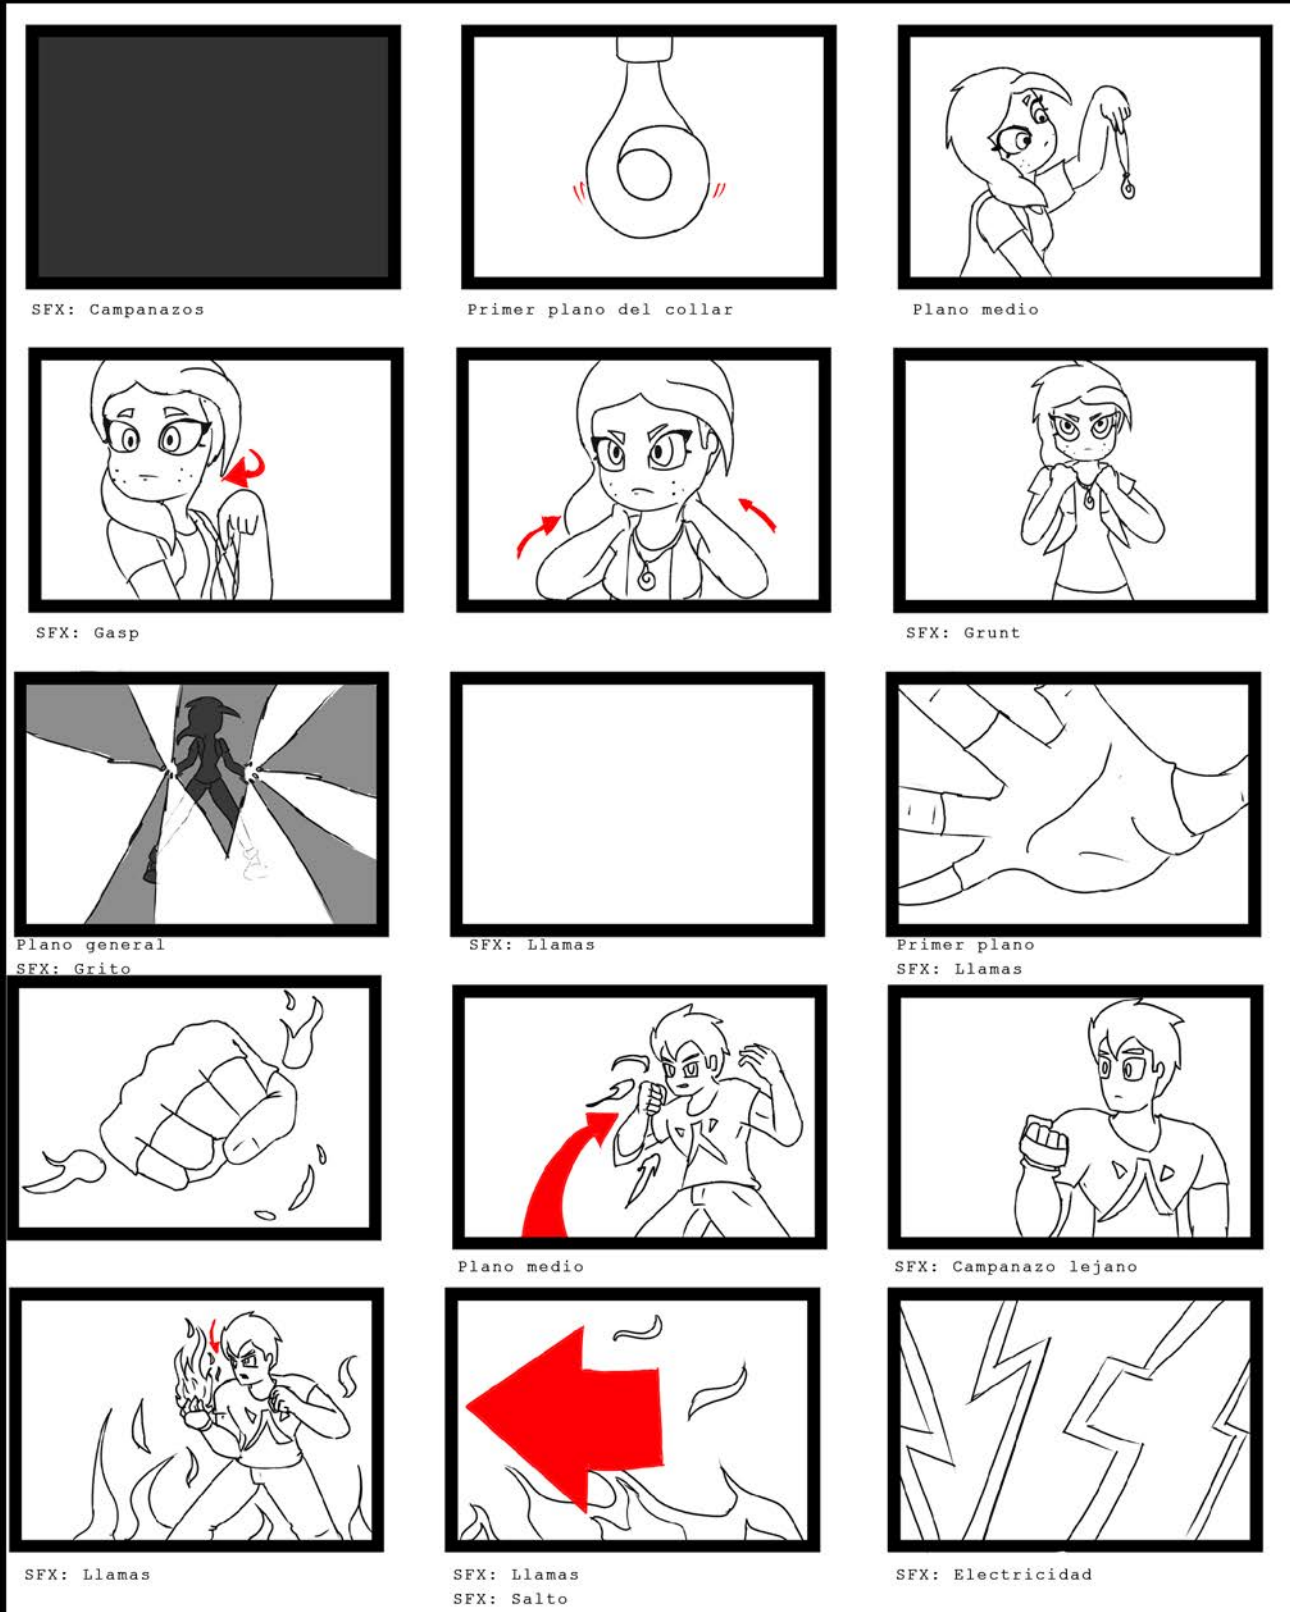 SFX: Campanazos
Primer plano del collar
Plano medio
SFX: Gasp
SFX: Grunt
Plano general
SFX: Grito
SFX: Llamas
Primer plano
SFX: Llamas
Plano medio
SFX: Campanazo lejano
SFX: Llamas
SFX: Llamas
SFX: Salto
SFX: Electricidad